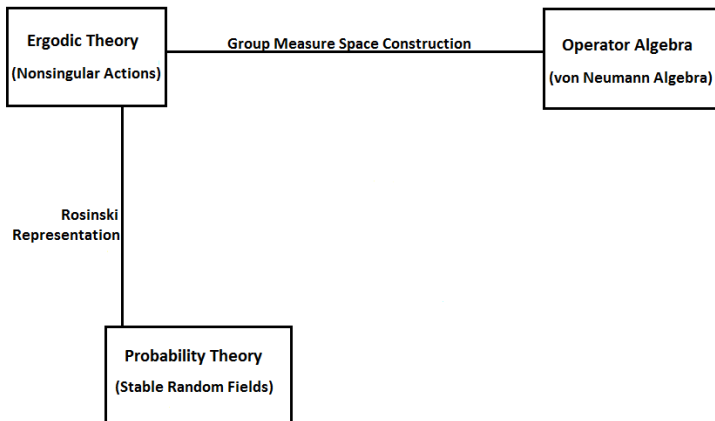 Ergodic Theory
(Nonsingular Actions)
Group Measure Space Construction
Operator Algebra
(von Neumann Algebra)
Rosinski
Representation
Probability Theory
(Stable Random Fields)